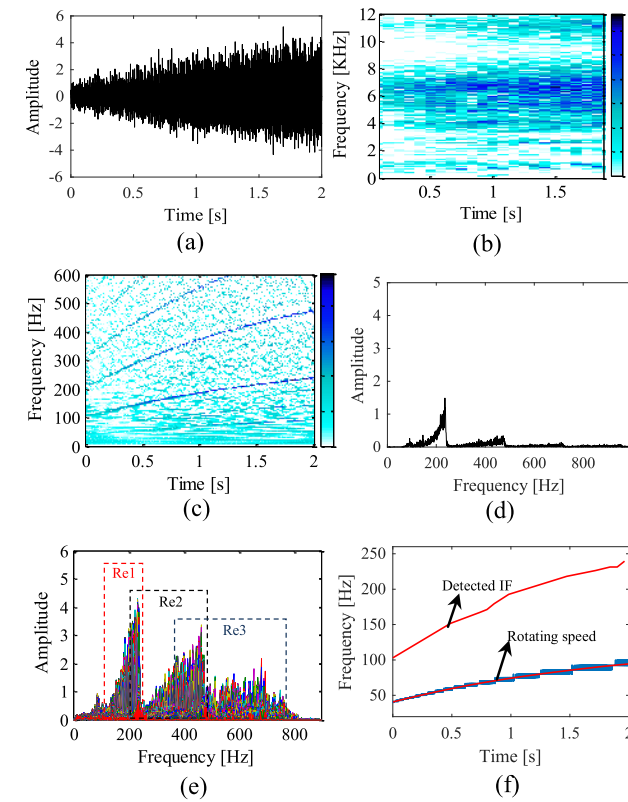 6
4
2
0
-2
-4
-6
Amplitude
0
0.5
1
1.5
2
Time [s]
(a)
12
10
8
6
4
2
0
Frequency [KHz]
0.5
1
1.5
Time [s]
(b)
600
500
400
300
200
100
0
Frequency [Hz]
0
0.5
1
1.5
2
Time [s]
(c)
5
4
3
2
1
0
Amplitude
0
200
400
600
800
Frequency [Hz]
(d)
6
5
4
3
2
1
0
Amplitude
Re1
Re2
Re3
0
200
400
600
800
Frequency [Hz]
(e)
250
200
150
100
50
Frequency [Hz]
Detected IF
Rotating speed
0
0.5
1
1.5
2
Time [s]
(f)